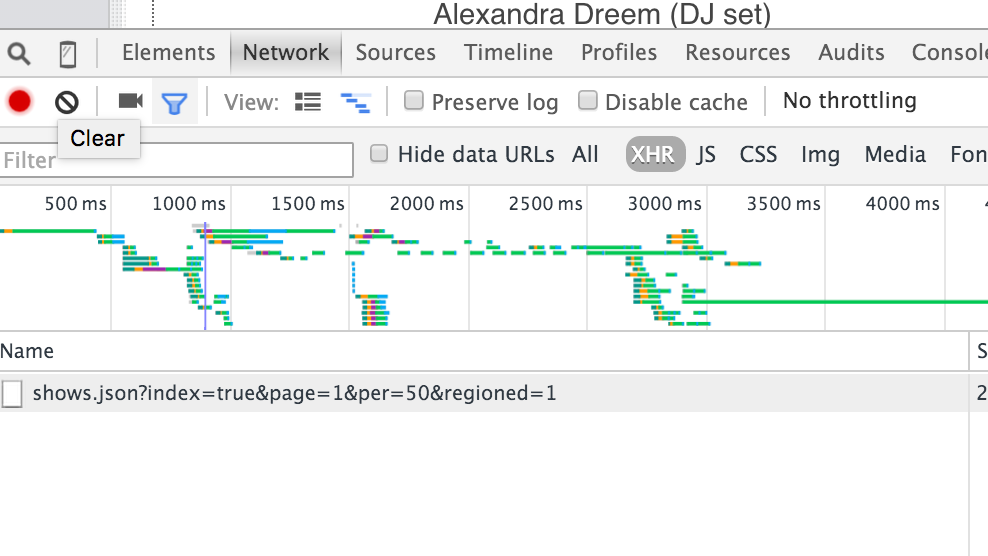 Alexandra Dreem (DJ set)
Elements Network Sources Timeline Profiles Resources Audits Console
View: Preserve log Disable cache No throttling
Clear
Filter Hide data URLs All XHR JS CSS Img Media Fon
500 ms 1000 ms 1500 ms 2000 ms 2500 ms 3000 ms 3500 ms 4000 ms 4
Name S
shows.json?index=true&page=1&per=50&regioned=1 2